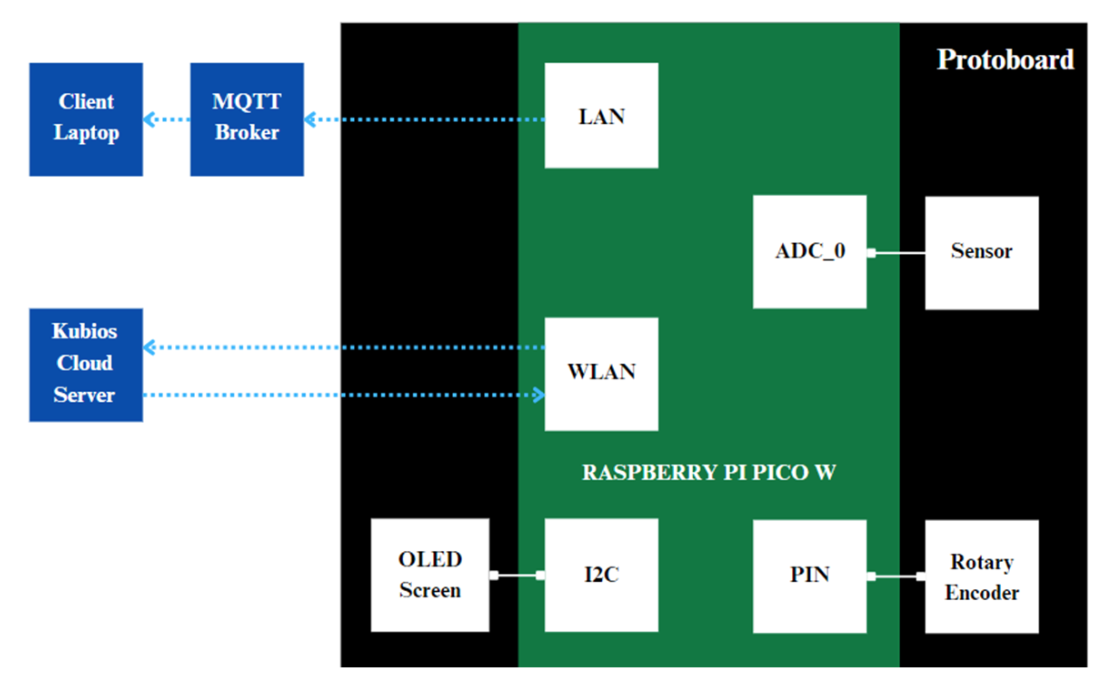 Protoboard
Client
Laptop
MQTT
Broker
LAN
ADC_0
Sensor
Kubios
Cloud
Server
WLAN
RASPBERRY PI PICO W
OLED
Screen
I2C
PIN
Rotary
Encoder